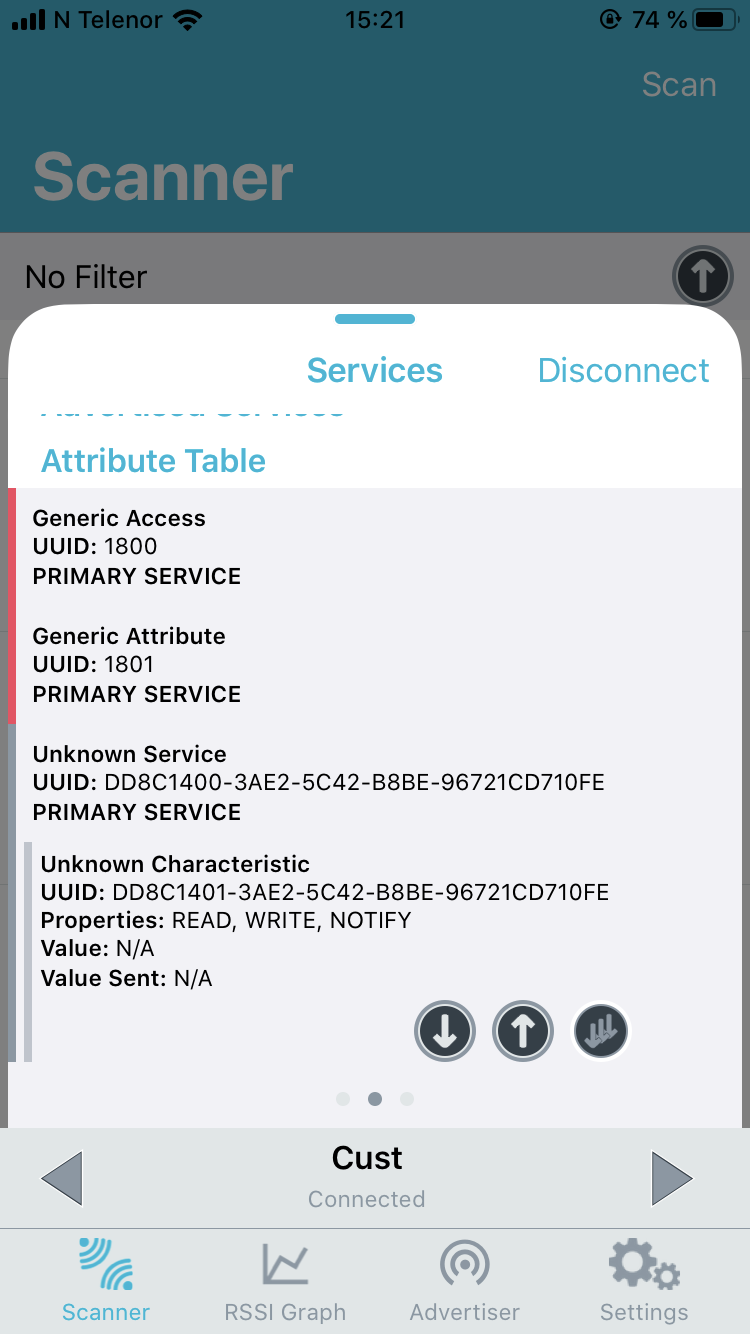 N Telenor 15:21 74 %
Scan
Scanner
No Filter
Services Disconnect
Attribute Table
Generic Access
UUID: 1800
PRIMARY SERVICE
Generic Attribute
UUID: 1801
PRIMARY SERVICE
Unknown Service
UUID: DD8C1400-3AE2-5C42-B8BE-96721CD710FE
PRIMARY SERVICE
Unknown Characteristic
UUID: DD8C1401-3AE2-5C42-B8BE-96721CD710FE
Properties: READ, WRITE, NOTIFY
Value: N/A
Value Sent: N/A
Cust
Connected
Scanner RSSI Graph Advertiser Settings